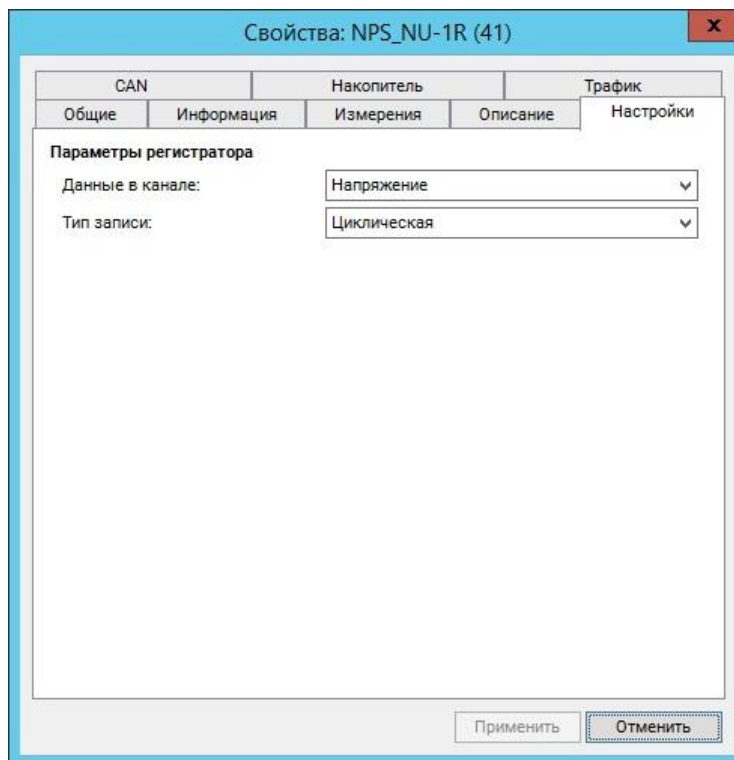 Свойства: NPS_NU-1R (41)
x
CAN Накопитель Трафик
Общие Информация Измерения Описание Настройки
Параметры регистратора
Данные в канале: Напряжение
Тип записи: Циклическая
Применить Отменить